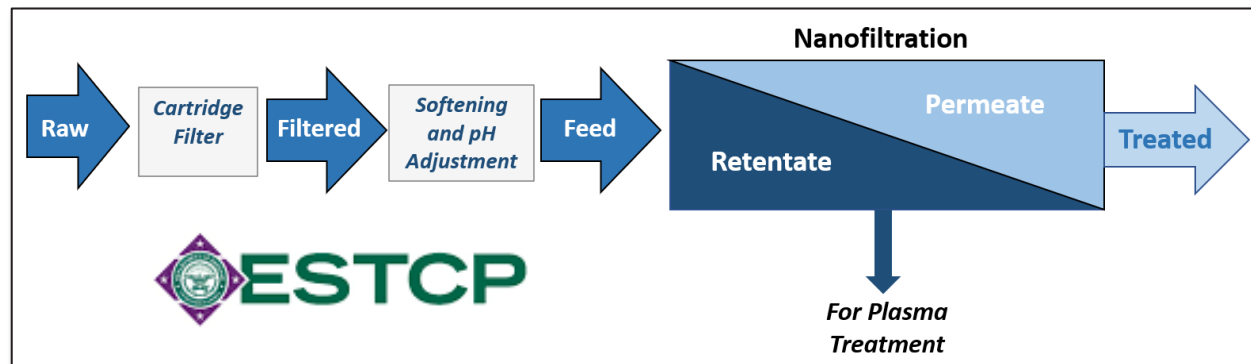 Nanofiltration
Raw
Cartridge
Filter
Filtered
Softening
and pH
Adjustment
Feed
Retentate
Permeate
Treated
ESTCP
For Plasma
Treatment